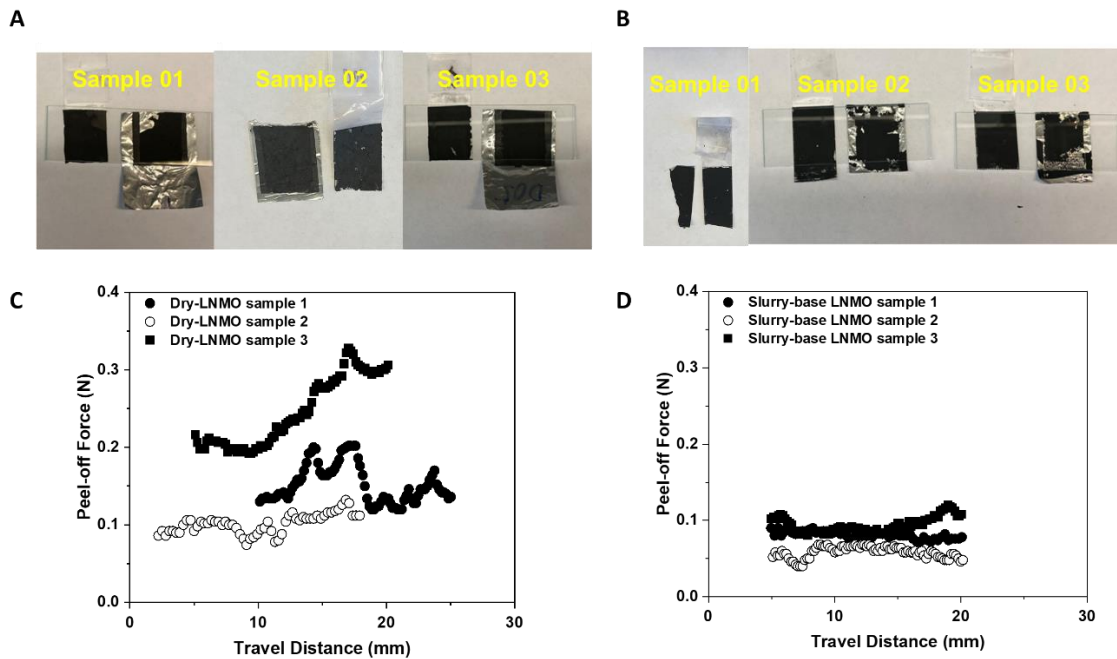 A
Sample 01 Sample 02 Sample 03
B
Sample 01 Sample 02 Sample 03
C
Dry-LNMO sample 1
Dry-LNMO sample 2
Dry-LNMO sample 3
0.4
0.3
0.2
0.1
0.0
0 10 20 30
Peel-off Force (N)
Travel Distance (mm)
D
Slurry-base LNMO sample 1
Slurry-base LNMO sample 2
Slurry-base LNMO sample 3
0.4
0.3
0.2
0.1
0.0
0 10 20 30
Peel-off Force (N)
Travel Distance (mm)